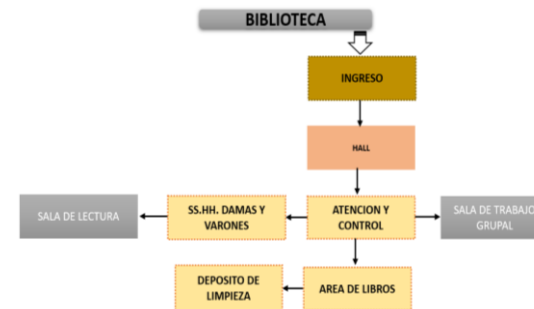 BIBLIOTECA
INGRESO
HALL
SALA DE LECTURA
SS.HH. DAMAS Y
VARONES
ATENCION Y
CONTROL
SALA DE TRABAJO
GRUPAL
DEPOSITO DE
LIMPIEZA
AREA DE LIBROS